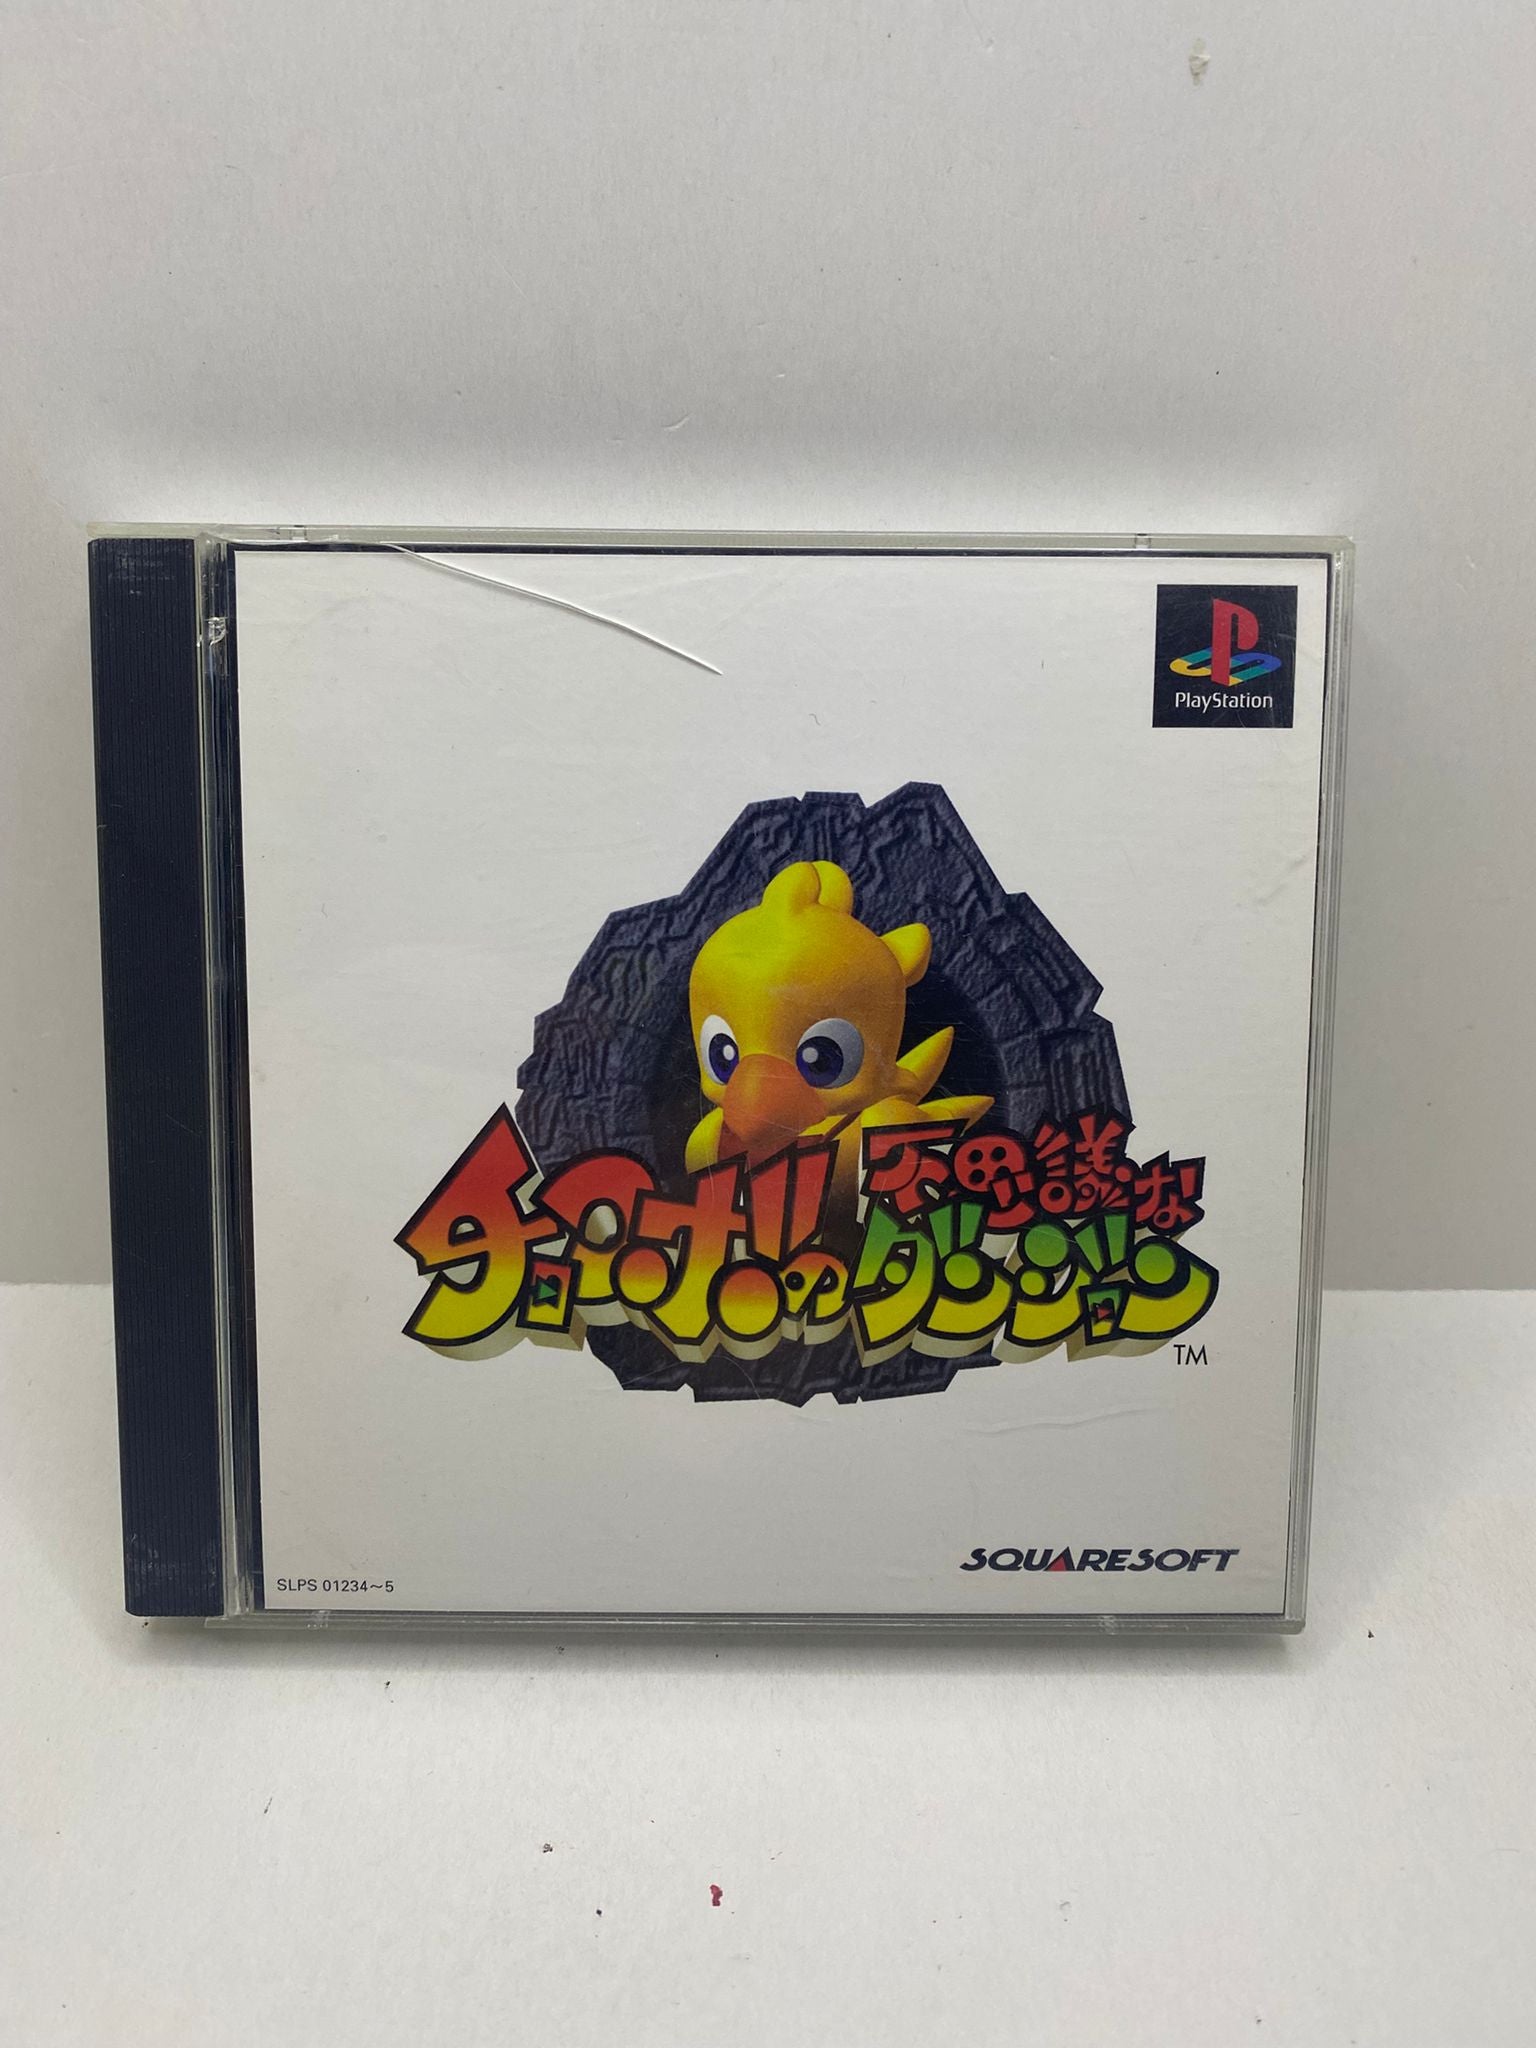 PlayStation
不思議な
チョコボの
ダンジョン
TM
SQUARESOFT
SLPS 01234〜5